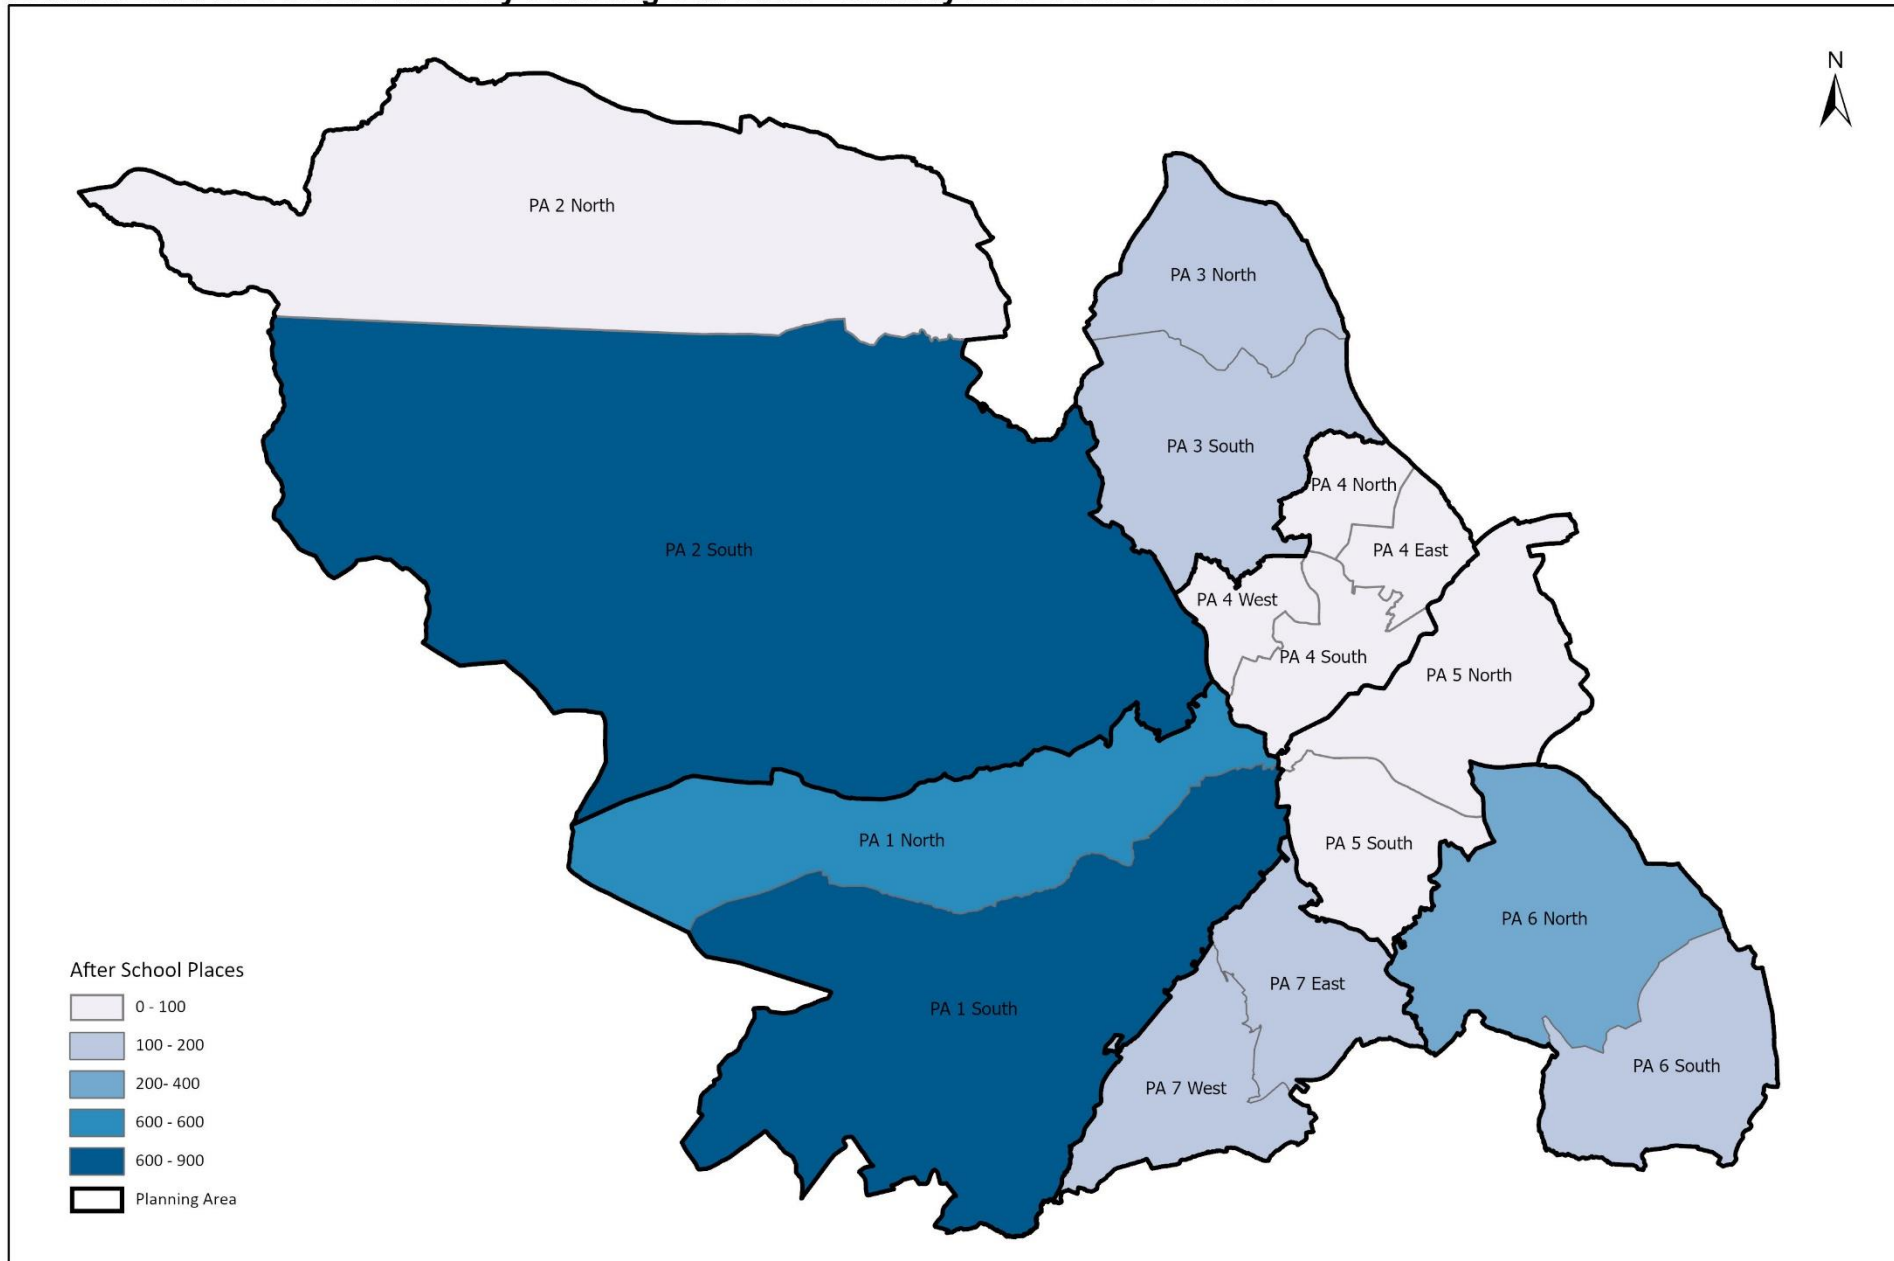 N
PA 2 North
PA 3 North
PA 3 South
PA 4 North
PA 2 South
PA 4 East
PA 4 West
PA 4 South
PA 5 North
PA 1 North
PA 5 South
PA 6 North
PA 7 East
PA 1 South
PA 6 South
PA 7 West
After School Places
0 - 100
100 - 200
200- 400
600 - 600
600 - 900
Planning Area